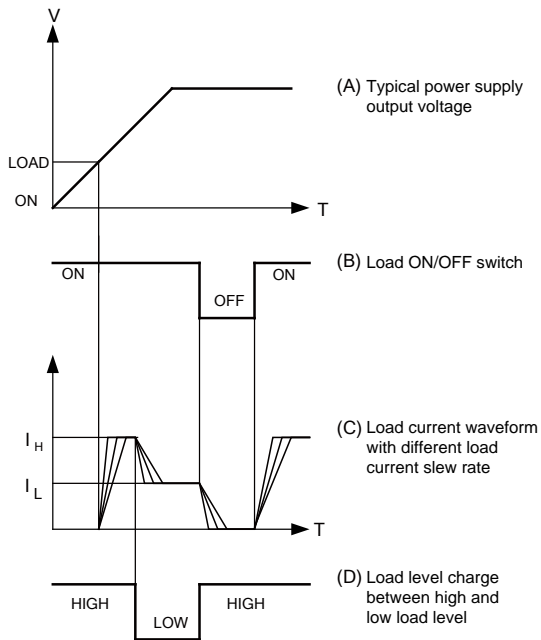 V
(A) Typical power supply
output voltage
LOAD
ON
T
(B) Load ON/OFF switch
ON
ON
OFF
(C) Load current waveform
with different load
current slew rate
I H
I L
T
(D) Load level charge
between high and
low load level
HIGH
HIGH
LOW